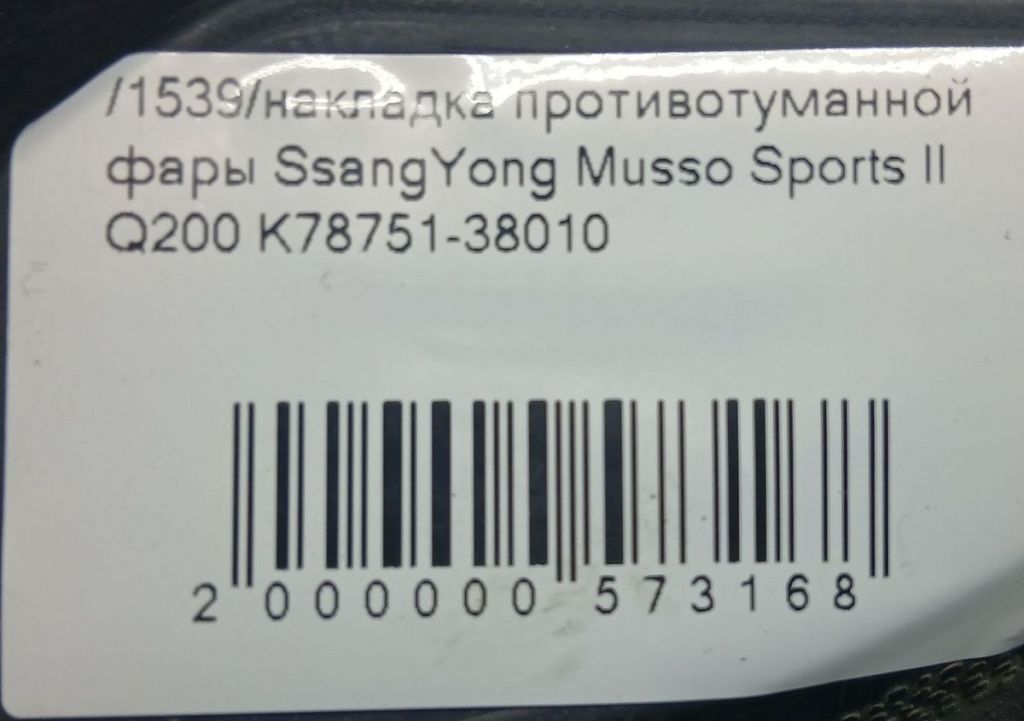 /1539/накладка противотуманной
фары SsangYong Musso Sports II
Q200 K78751-38010
2 000000 573168